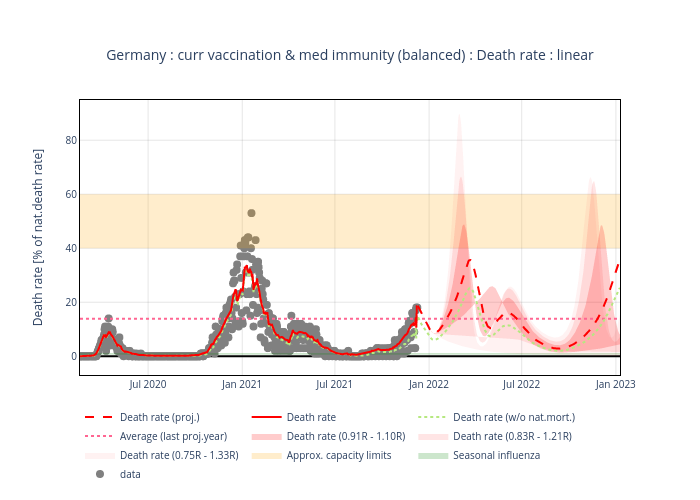 Germany : curr vaccination & med immunity (balanced) : Death rate : linear
Death rate [% of nat.death rate]
80
60
40
20
0
Jul 2020
Jan 2021
Jul 2021
Jan 2022
Jul 2022
Jan 2023
Death rate (proj.)
Death rate
Death rate (w/o nat.mort.)
Average (last proj.year)
Death rate (0.91R - 1.10R)
Death rate (0.83R - 1.21R)
Death rate (0.75R - 1.33R)
Approx. capacity limits
Seasonal influenza
data